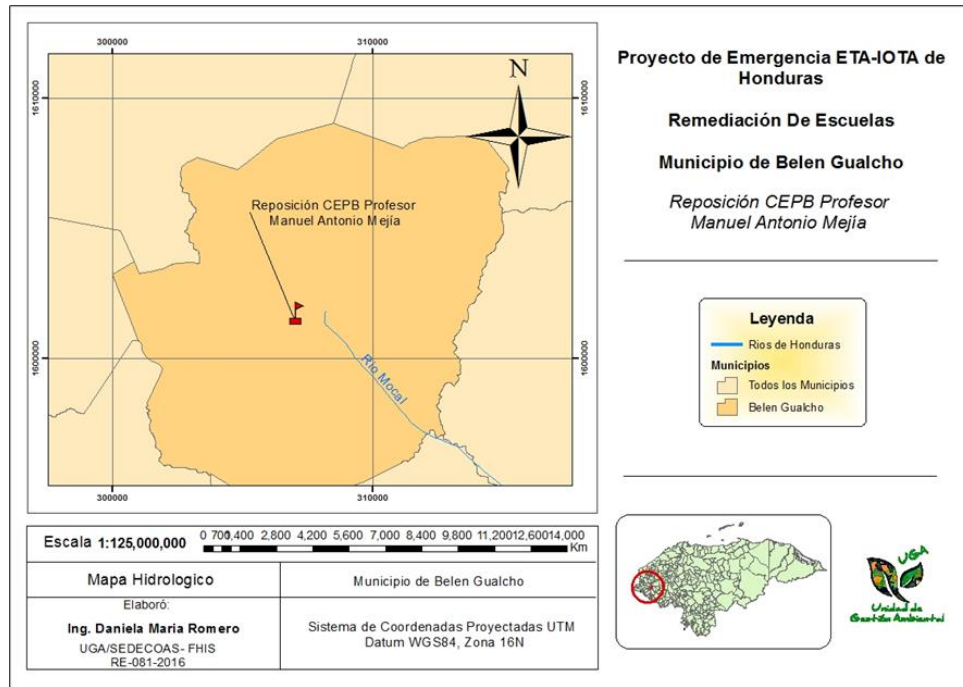 300000
310000
1610000
1610000
N
Reposición CEPB Profesor
Manuel Antonio Mejía
Río Mocal
1600000
1600000
300000
310000
Proyecto de Emergencia ETA-IOTA de
Honduras
Remediación De Escuelas
Municipio de Belen Gualcho
Reposición CEPB Profesor
Manuel Antonio Mejía
Leyenda
Rios de Honduras
Municipios
Todos los Municipios
Belen Gualcho
Escala 1:125,000,000
0 700 1,400 2,800 4,200 5,600 7,000 8,400 9,800 11,200 12,600 14,000
Km
Mapa Hidrologico
Municipio de Belen Gualcho
Elaboró:
Ing. Daniela Maria Romero
UGA/SEDECOAS- FHIS
RE-081-2016
Sistema de Coordenadas Proyectadas UTM
Datum WGS84, Zona 16N
UGA
Unidad de
Gestión Ambiental